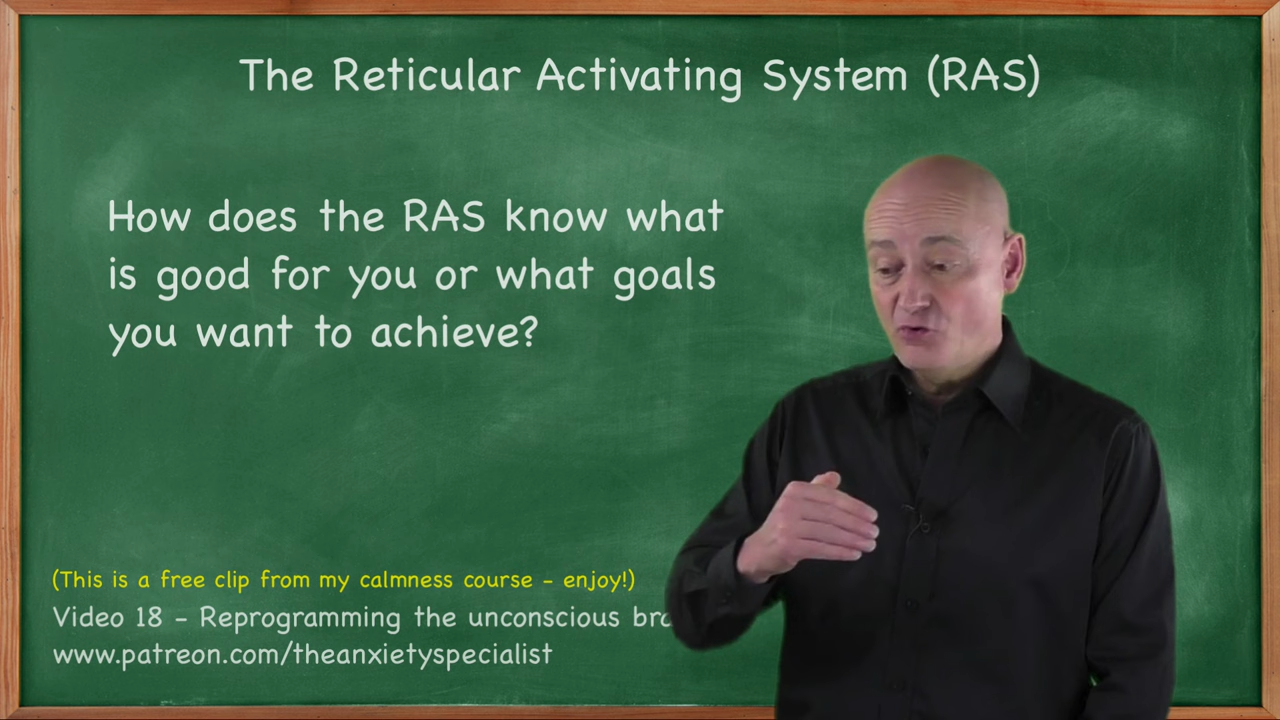 The Reticular Activating System (RAS)
How does the RAS know what
is good for you or what goals
you want to achieve?
(This is a free clip from my calmness course - enjoy!)
Video 18 - Reprogramming the unconscious
www.patreon.com/theanxietyspecialist